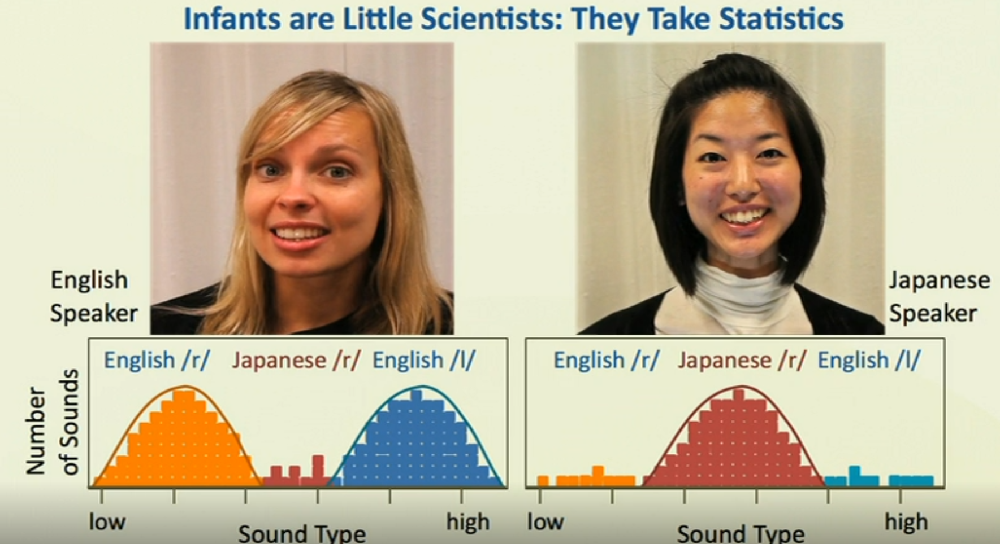 Infants are Little Scientists: They Take Statistics
English
Speaker
Japanese
Speaker
English /r/ Japanese /r/ English /l/
Number
of Sounds
low high
Sound Type
English /r/ Japanese /r/ English /l/
low high
Sound Type